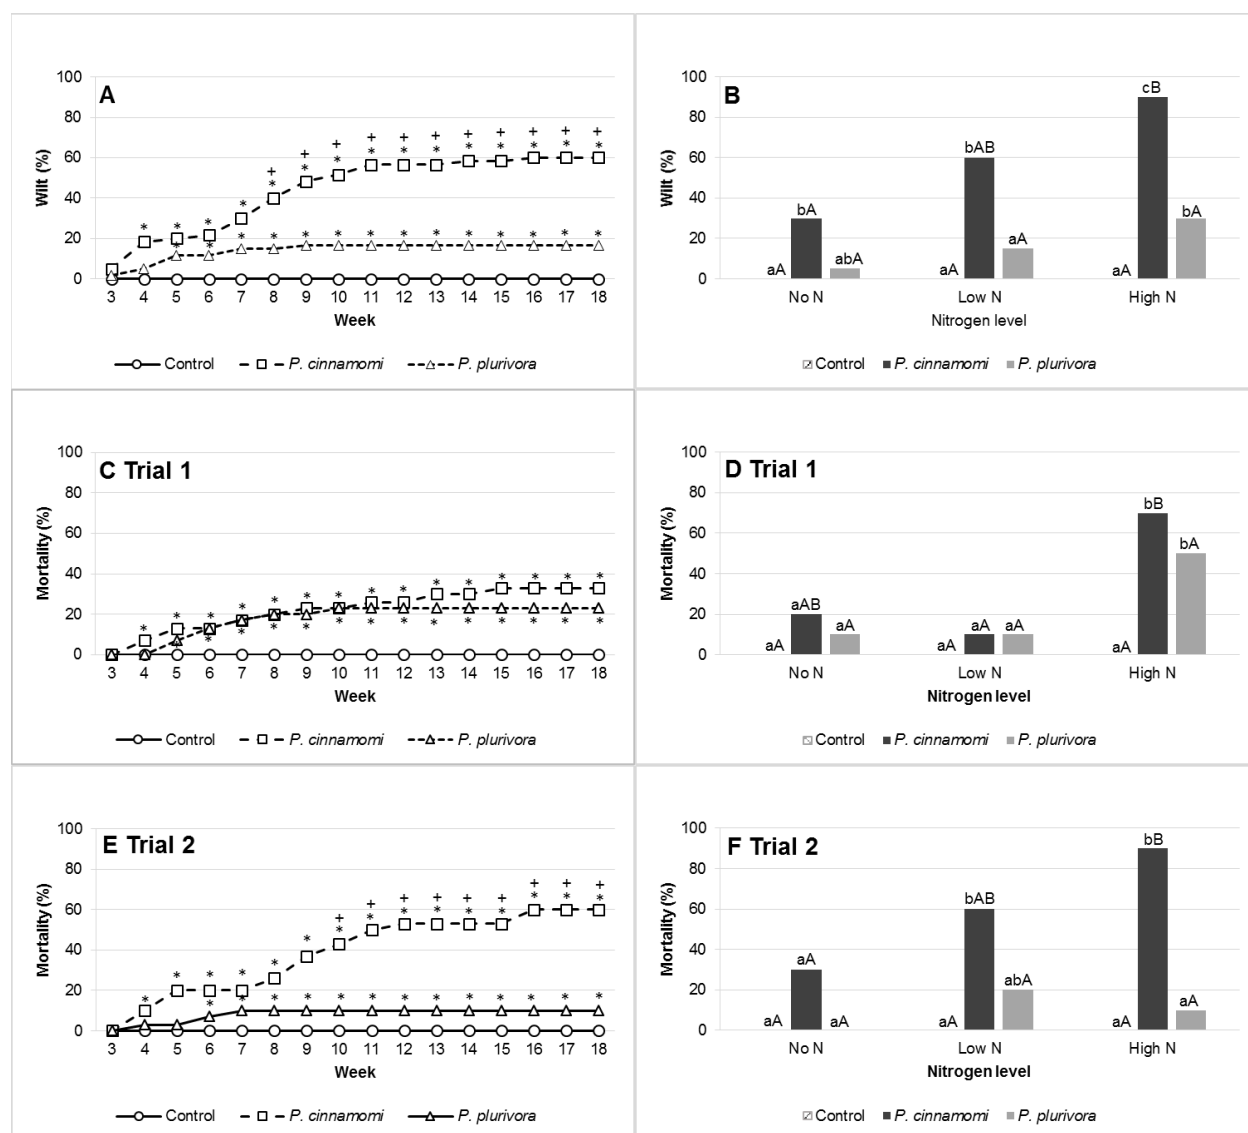 A
Wilt (%)
100
80
60
40
20
0
+ + + + + + + + + + +
* * * * * * * * * * * * * * *
* * * * * * * * * * * * * *
3 4 5 6 7 8 9 10 11 12 13 14 15 16 17 18
Week
Control P. cinnamomi P. plurivora
B
Wilt (%)
100
80
60
40
20
0
aA bA abA aA bAB aA aA cB bA
No N Low N High N
Nitrogen level
Control P. cinnamomi P. plurivora
C Trial 1
Mortality (%)
100
80
60
40
20
0
* * * * * * * * * * * * * * *
* * * * * * * * * * * * * *
3 4 5 6 7 8 9 10 11 12 13 14 15 16 17 18
Week
Control P. cinnamomi P. plurivora
D Trial 1
Mortality (%)
100
80
60
40
20
0
aA aAB aA aA aA aA aA bB bA
No N Low N High N
Nitrogen level
Control P. cinnamomi P. plurivora
E Trial 2
Mortality (%)
100
80
60
40
20
0
+ + + + + + + + +
* * * * * * * * * * * * * * *
* * * * * * * * * * * * *
3 4 5 6 7 8 9 10 11 12 13 14 15 16 17 18
Week
Control P. cinnamomi P. plurivora
F Trial 2
Mortality (%)
100
80
60
40
20
0
aA aA aA aA bAB abA aA bB aA
No N Low N High N
Nitrogen level
Control P. cinnamomi P. plurivora